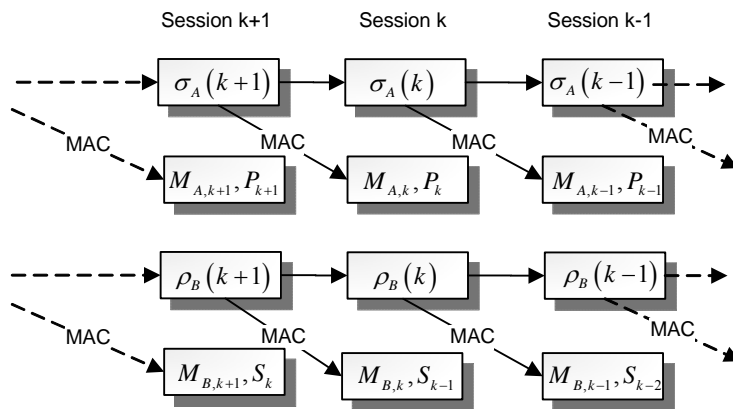 Session k+1 Session k Session k-1
σ_A(k+1) σ_A(k) σ_A(k−1)
MAC MAC MAC MAC
M_{A,k+1}, P_{k+1} M_{A,k}, P_k M_{A,k−1}, P_{k−1}
ρ_B(k+1) ρ_B(k) ρ_B(k−1)
MAC MAC MAC MAC
M_{B,k+1}, S_k M_{B,k}, S_{k−1} M_{B,k−1}, S_{k−2}